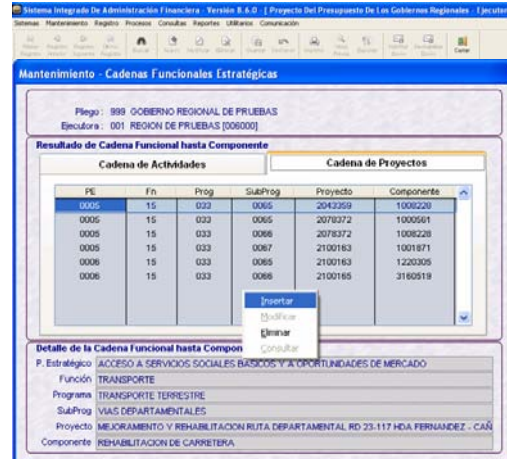 Sistema Integrado De Administración Financiera - Versión 8.6.0 - [ Proyecto Del Presupuesto De Los Gobiernos Regionales - Ejecutor
Sistemas Mantenimiento Registro Procesos Consultas Reportes Utilitarios Comunicación
Cerrar
Mantenimiento - Cadenas Funcionales Estratégicas
Pliego : 999 GOBIERNO REGIONAL DE PRUEBAS
Ejecutora : 001 REGION DE PRUEBAS [006000]
Resultado de Cadena Funcional hasta Componente
Cadena de Actividades Cadena de Proyectos
PE Fn Prog SubProg Proyecto Componente
0005 15 033 0065 2043359 1008228
0005 15 033 0065 2078372 1000561
0005 15 033 0066 2078372 1008228
0005 15 033 0067 2100163 1001871
0006 15 033 0065 2100163 1220305
0006 15 033 0066 2100165 3160519
Insertar
Modificar
Eliminar
Consultar
Detalle de la Cadena Funcional hasta Compon
P. Estratégico ACCESO A SERVICIOS SOCIALES BASICOS Y A OPORTUNIDADES DE MERCADO
Función TRANSPORTE
Programa TRANSPORTE TERRESTRE
SubProg VIAS DEPARTAMENTALES
Proyecto MEJORAMIENTO Y REHABILITACION RUTA DEPARTAMENTAL RD 23-117 HDA FERNANDEZ - CAÑ
Componente REHABILITACION DE CARRETERA